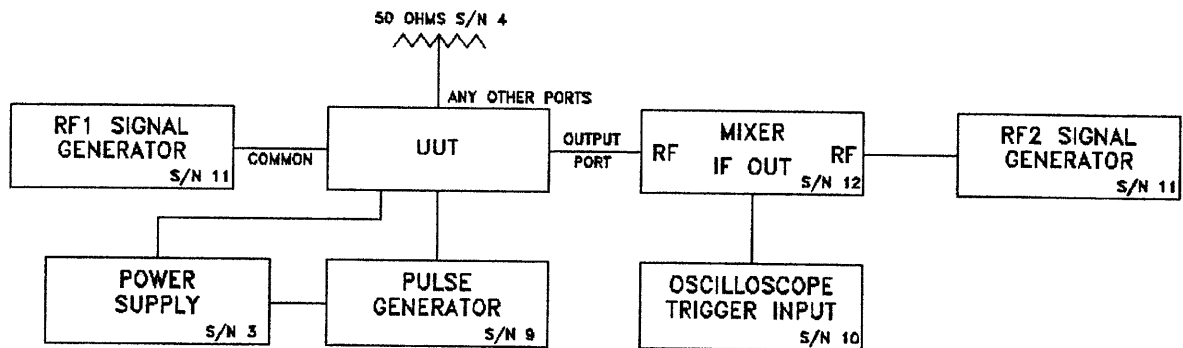 50 OHMS S/N 4
ANY OTHER PORTS
RF1 SIGNAL
GENERATOR
S/N 11
COMMON
UUT
OUTPUT
PORT
MIXER
RF
RF
IF OUT
S/N 12
RF2 SIGNAL
GENERATOR
S/N 11
POWER
SUPPLY
S/N 3
PULSE
GENERATOR
S/N 9
OSCILLOSCOPE
TRIGGER INPUT
S/N 10